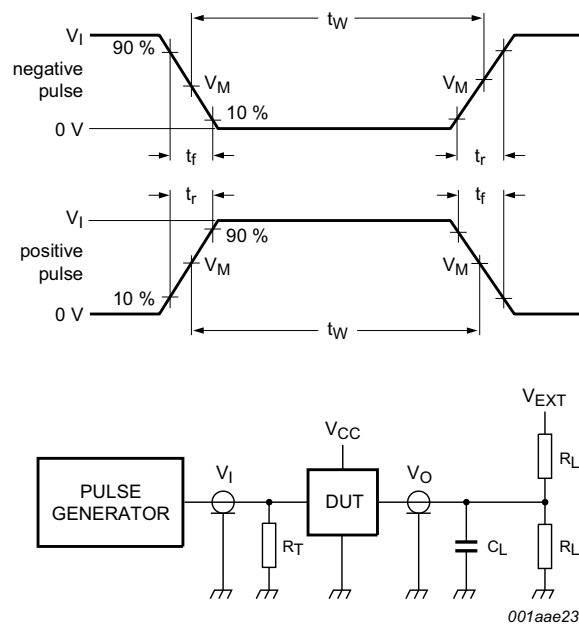 V_I
t_W
90 %
negative
pulse
V_M
V_M
10 %
0 V
t_f
t_r
t_r
t_f
V_I
90 %
positive
pulse
V_M
V_M
10 %
0 V
t_W
V_EXT
V_CC
R_L
V_I
V_O
PULSE
GENERATOR
DUT
R_T
C_L
R_L
001aae23